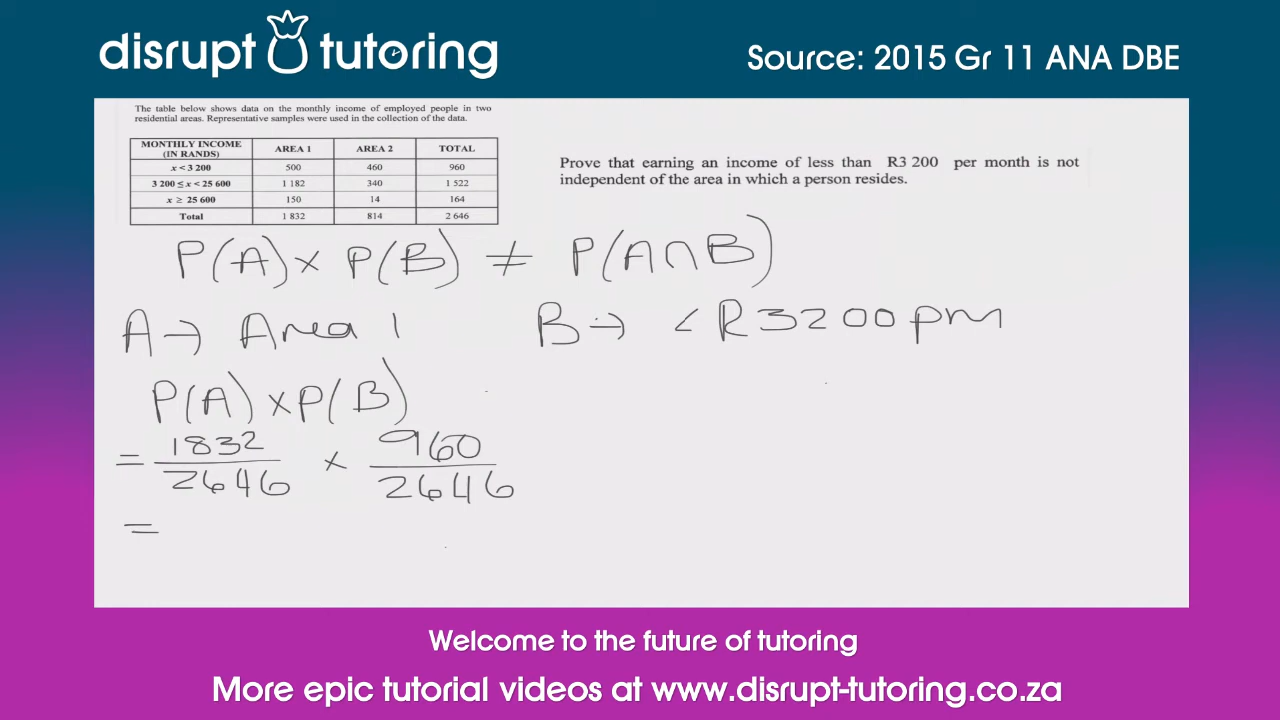 disrupt tutoring
Source: 2015 Gr 11 ANA DBE
The table below shows data on the monthly income of employed people in two
residential areas. Representative samples were used in the collection of the data.
MONTHLY INCOME (IN RANDS) AREA 1 AREA 2 TOTAL
x < 3 200 500 460 960
3 200 ≤ x < 25 600 1 182 340 1 522
x ≥ 25 600 150 14 164
Total 1 832 814 2 646
Prove that earning an income of less than R3 200 per month is not
independent of the area in which a person resides.
P(A) × P(B) ≠ P(A∩B)
A → Area 1 B → < R3200 pm
P(A) × P(B)
= 1832/2646 × 960/2646
=
Welcome to the future of tutoring
More epic tutorial videos at www.disrupt-tutoring.co.za